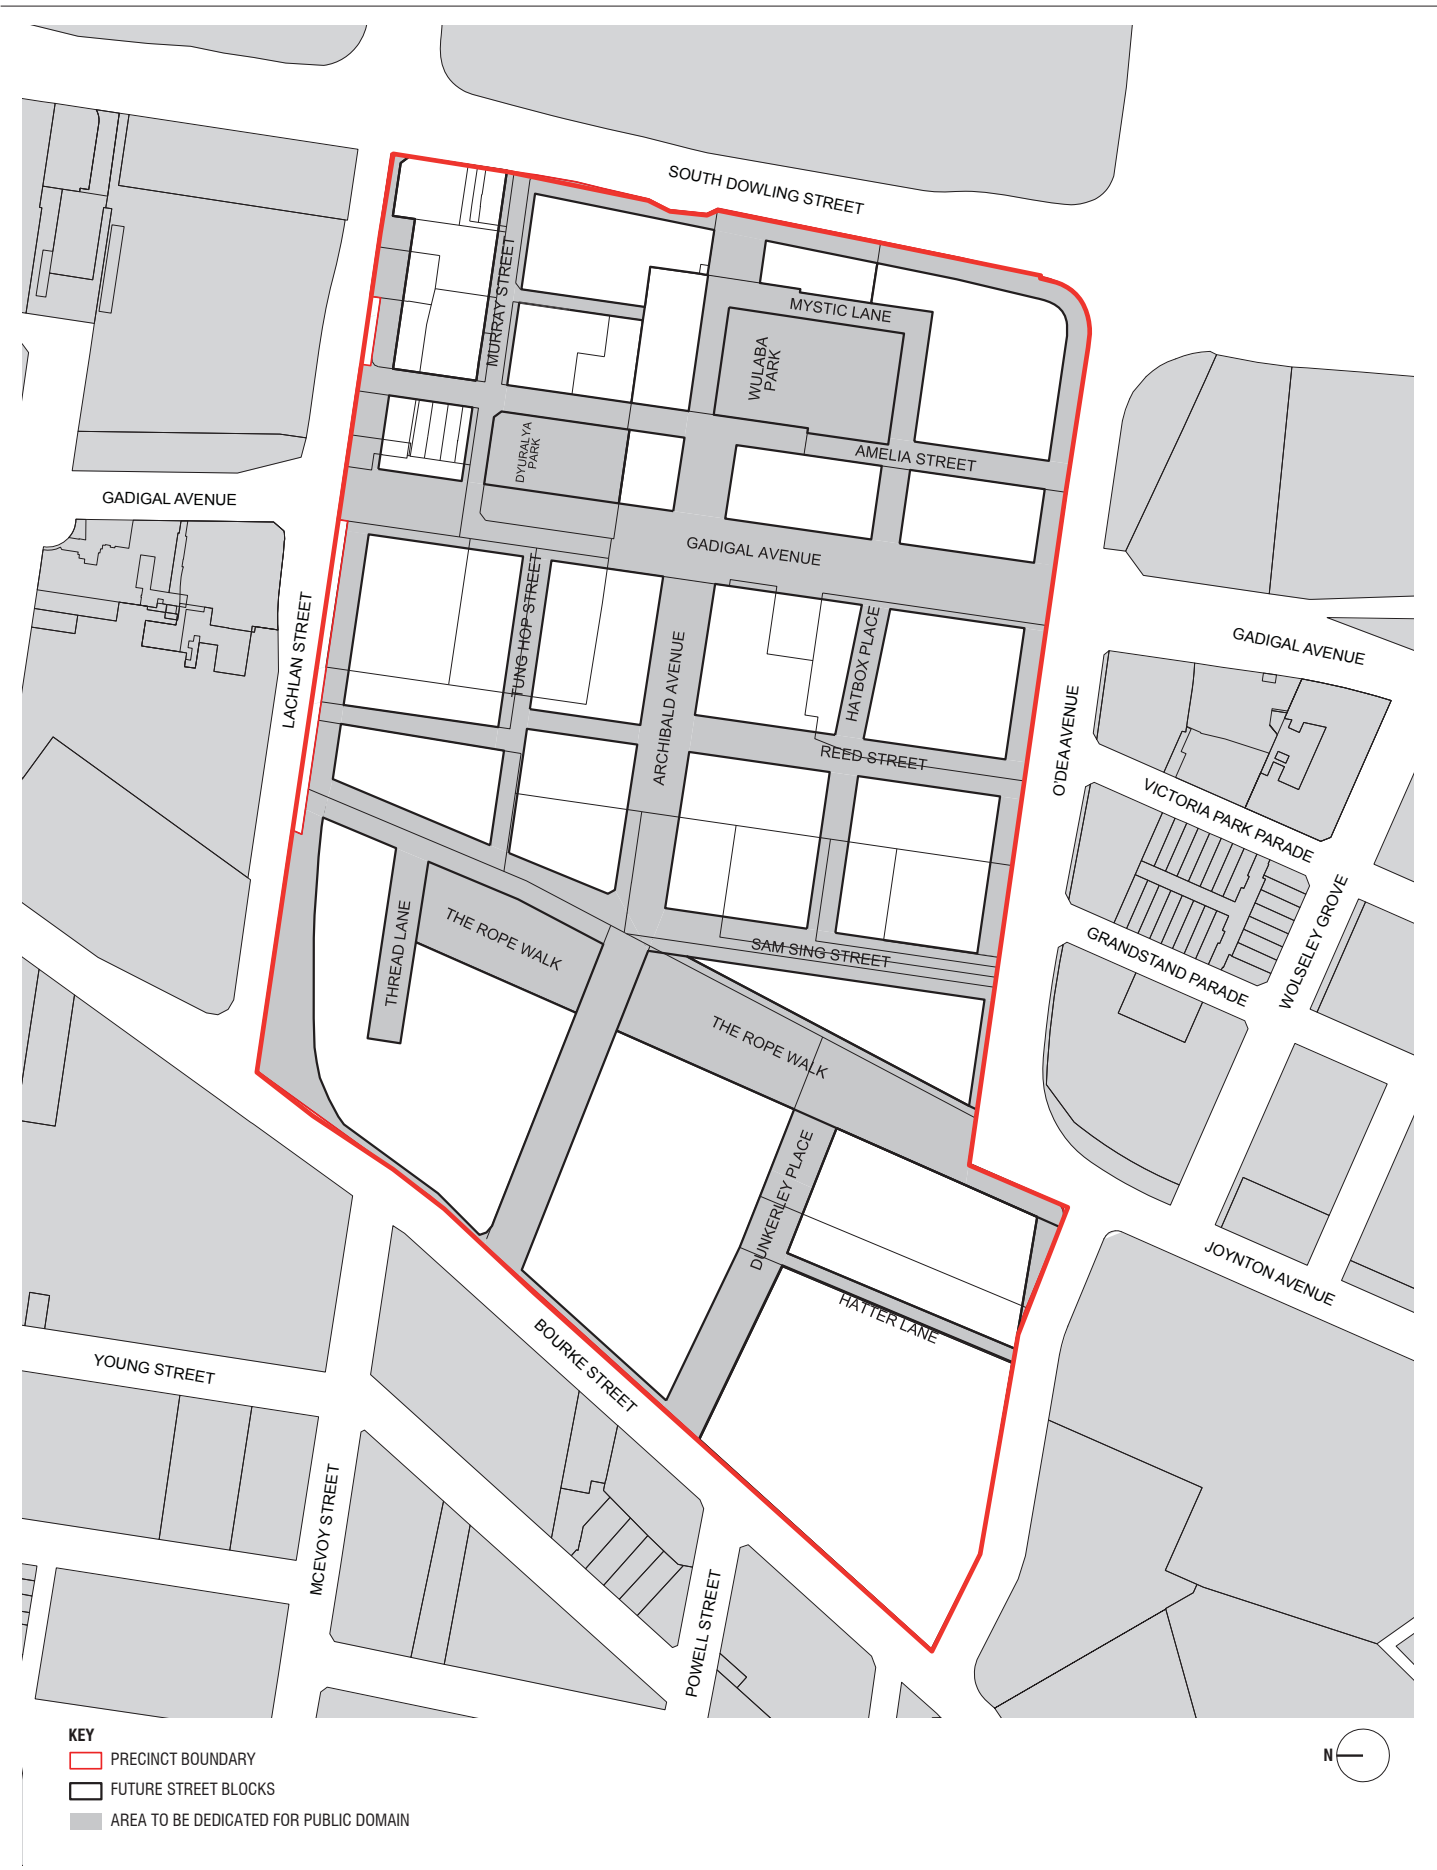 SOUTH DOWLING STREET
MURRAY STREET
MYSTIC LANE
WULABA
PARK
DYURALYA
PARK
AMELIA STREET
GADIGAL AVENUE
GADIGAL AVENUE
TUNG HOP STREET
HATBOX PLACE
LACHLAN STREET
ARCHIBALD AVENUE
GADIGAL AVENUE
O'DEA AVENUE
REED STREET
VICTORIA PARK PARADE
THREAD LANE
THE ROPE WALK
SAM SING STREET
GRANDSTAND PARADE
WOLSELEY GROVE
THE ROPE WALK
DUNKERLEY PLACE
JOYNTON AVENUE
HATTER LANE
BOURKE STREET
YOUNG STREET
MCEVOY STREET
POWELL STREET
KEY
PRECINCT BOUNDARY
FUTURE STREET BLOCKS
AREA TO BE DEDICATED FOR PUBLIC DOMAIN
N